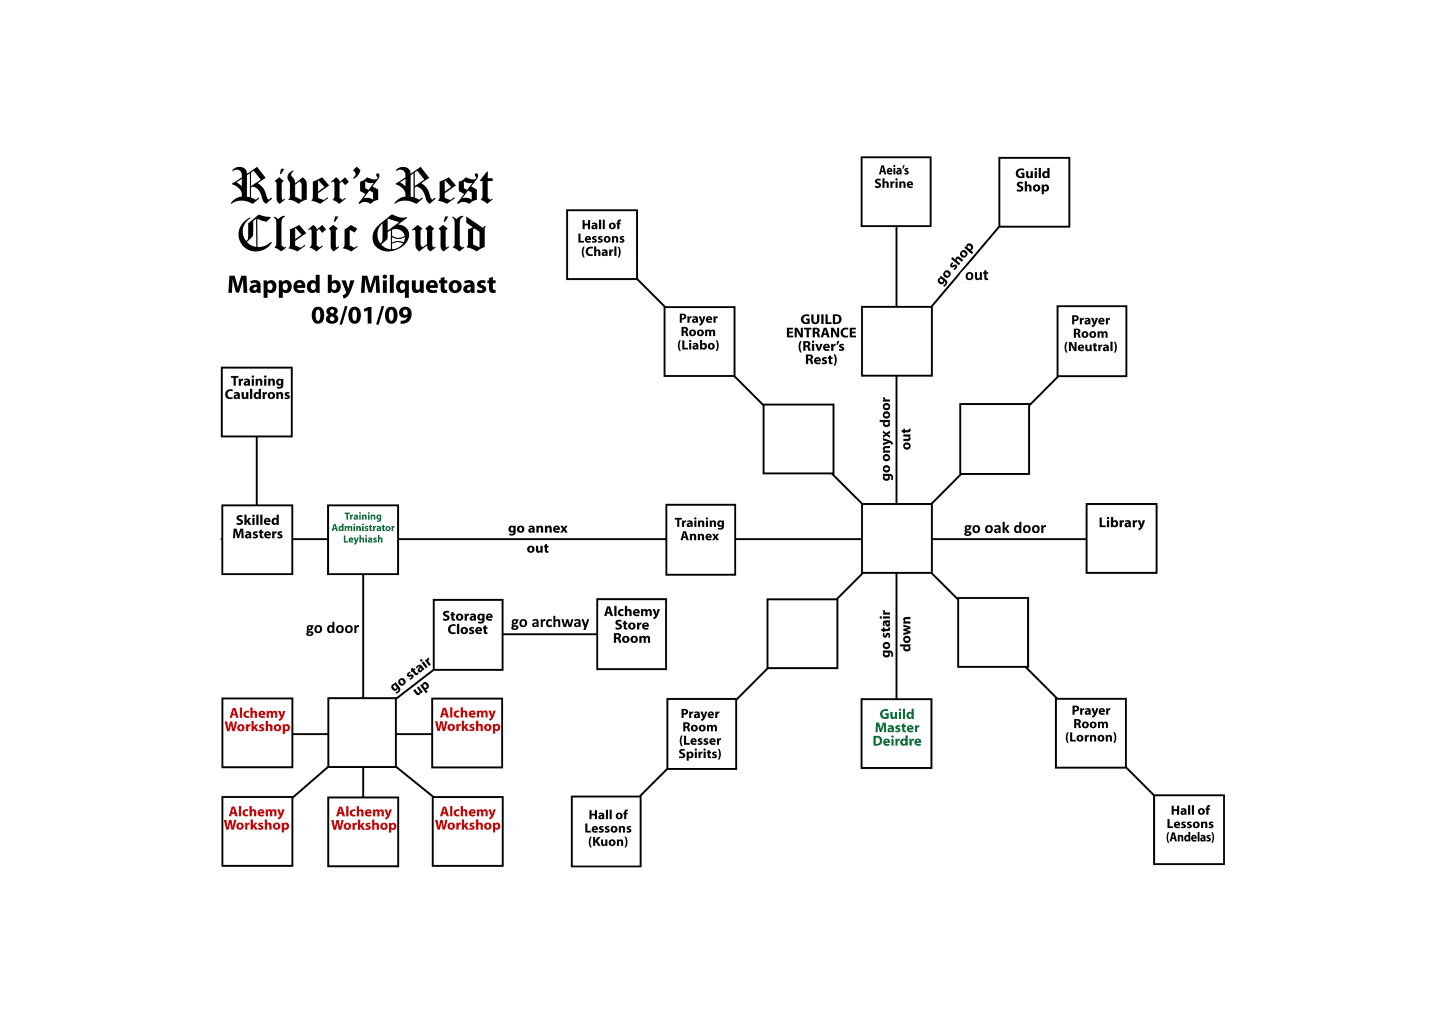 River's Rest
Cleric Guild
Mapped by Milquetoast
08/01/09
Aeia's
Shrine
Guild
Shop
go shop
out
Hall of
Lessons
(Charl)
Prayer
Room
(Liabo)
GUILD
ENTRANCE
(River's
Rest)
Prayer
Room
(Neutral)
go onyx door
out
Training
Cauldrons
Skilled
Masters
Training
Administrator
Leyhiash
go annex
out
Training
Annex
go oak door
Library
go door
Storage
Closet
go archway
Alchemy
Store
Room
go stair
up
go stair
down
Alchemy
Workshop
Alchemy
Workshop
Alchemy
Workshop
Alchemy
Workshop
Alchemy
Workshop
Prayer
Room
(Lesser
Spirits)
Hall of
Lessons
(Kuon)
Guild
Master
Deirdre
Prayer
Room
(Lornon)
Hall of
Lessons
(Andelas)